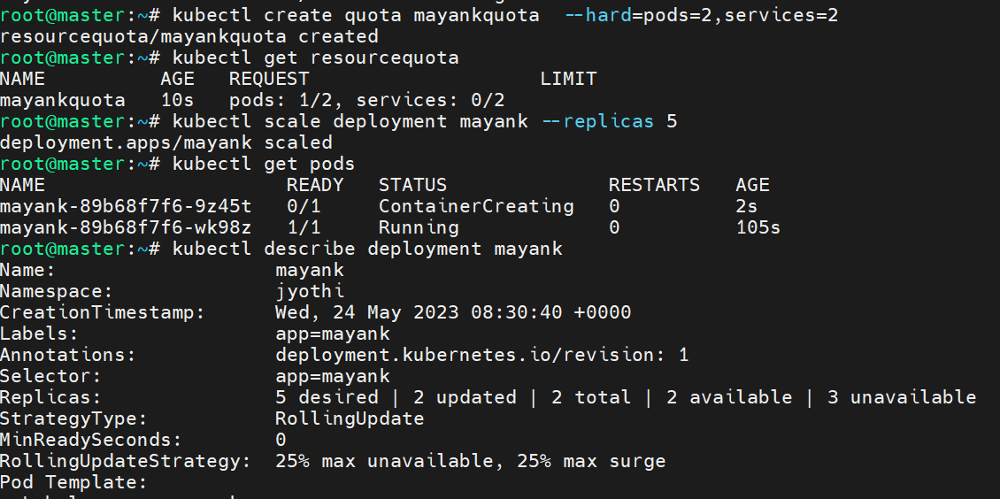 root@master:~# kubectl create quota mayankquota  --hard=pods=2,services=2
resourcequota/mayankquota created
root@master:~# kubectl get resourcequota
NAME          AGE   REQUEST                    LIMIT
mayankquota   10s   pods: 1/2, services: 0/2
root@master:~# kubectl scale deployment mayank --replicas 5
deployment.apps/mayank scaled
root@master:~# kubectl get pods
NAME                     READY   STATUS              RESTARTS   AGE
mayank-89b68f7f6-9z45t   0/1     ContainerCreating   0          2s
mayank-89b68f7f6-wk98z   1/1     Running             0          105s
root@master:~# kubectl describe deployment mayank
Name:                   mayank
Namespace:              jyothi
CreationTimestamp:      Wed, 24 May 2023 08:30:40 +0000
Labels:                 app=mayank
Annotations:            deployment.kubernetes.io/revision: 1
Selector:               app=mayank
Replicas:               5 desired | 2 updated | 2 total | 2 available | 3 unavailable
StrategyType:           RollingUpdate
MinReadySeconds:        0
RollingUpdateStrategy:  25% max unavailable, 25% max surge
Pod Template: